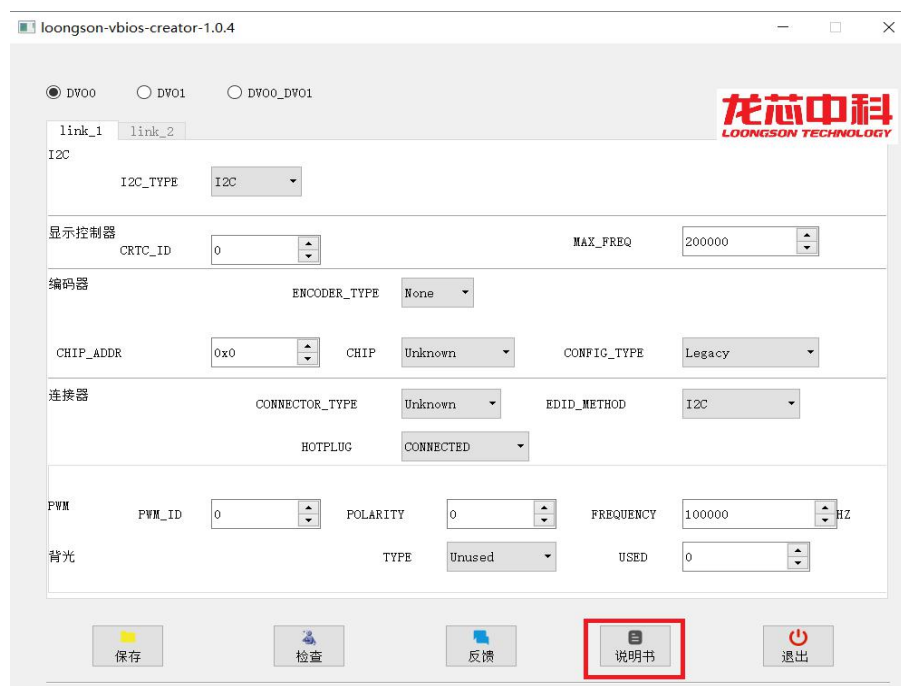 loongson-vbios-creator-1.0.4
DVO0 DVO1 DVO0_DVO1
龙芯中科
LOONGSON TECHNOLOGY
link_1 link_2
I2C
I2C_TYPE I2C
显示控制器
CRTC_ID 0 MAX_FREQ 200000
编码器
ENCODER_TYPE None
CHIP_ADDR 0x0 CHIP Unknown CONFIG_TYPE Legacy
连接器
CONNECTOR_TYPE Unknown EDID_METHOD I2C
HOTPLUG CONNECTED
PWM
PWM_ID 0 POLARITY 0 FREQUENCY 100000 HZ
背光 TYPE Unused USED 0
保存 检查 反馈 说明书 退出